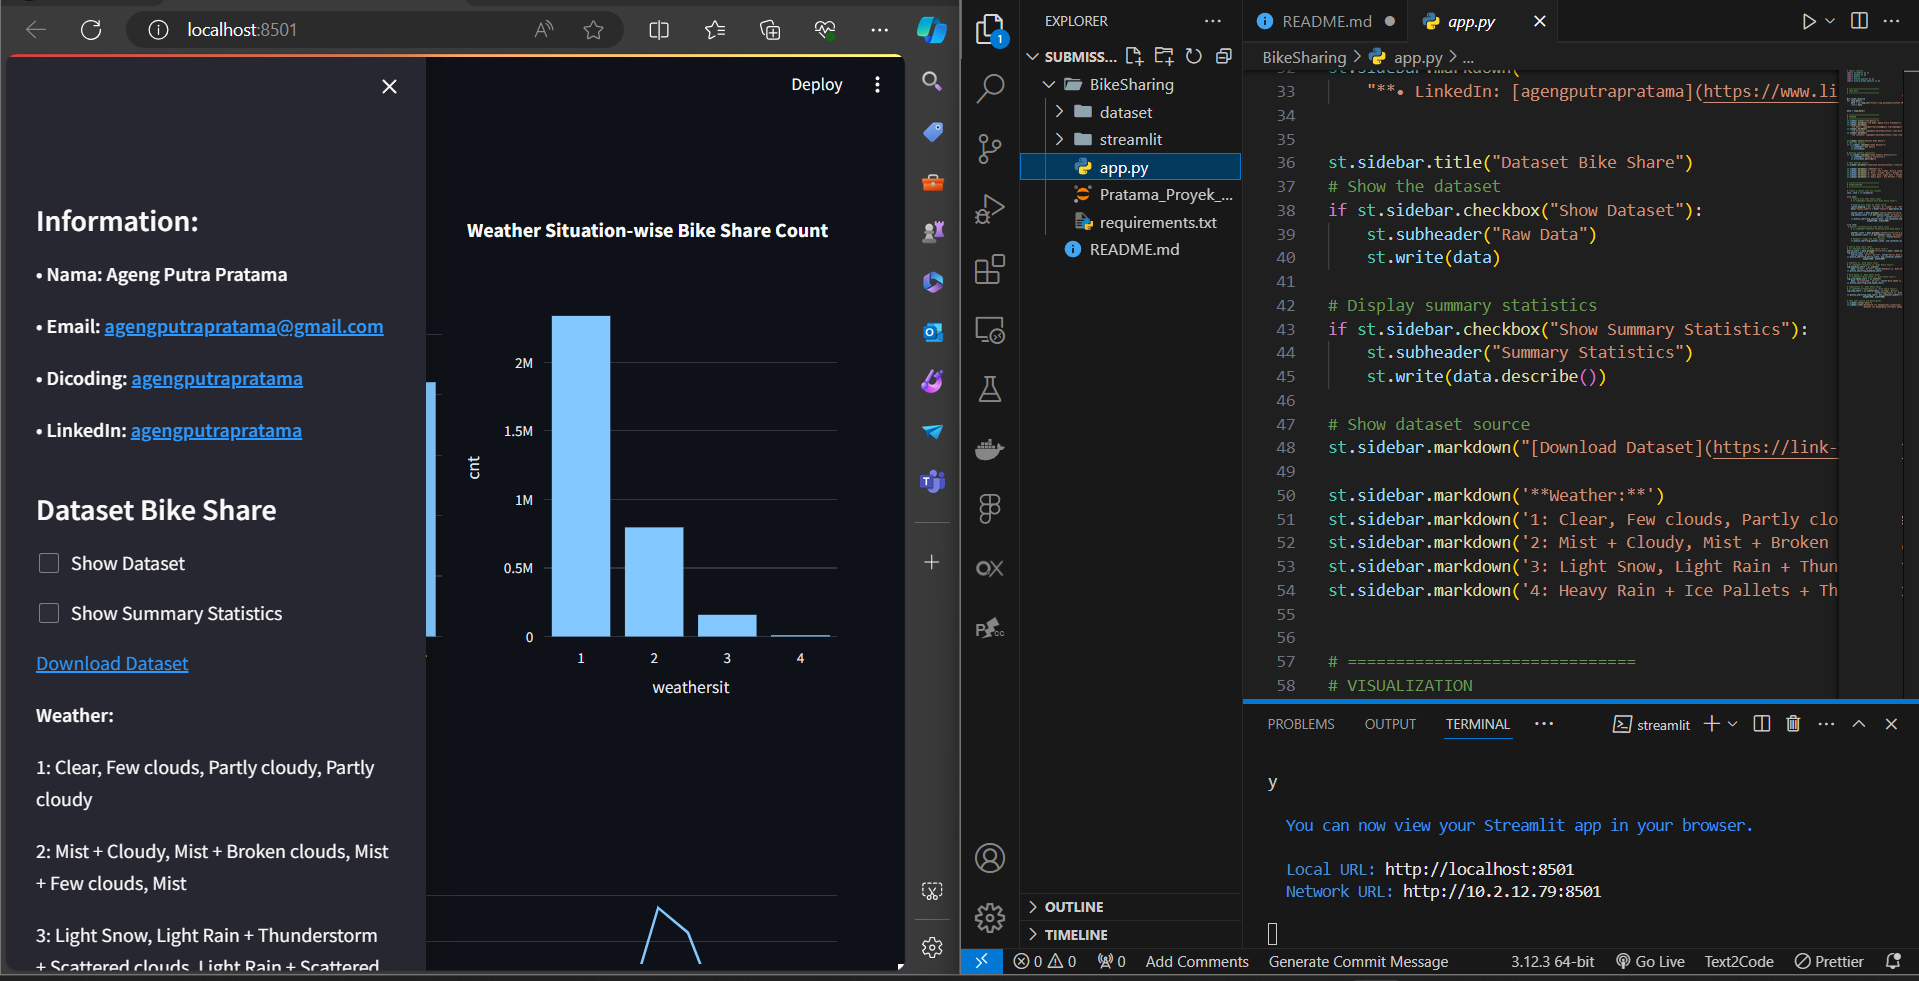 localhost:8501
Deploy
Information:
• Nama: Ageng Putra Pratama
• Email: agengputrapratama@gmail.com
• Dicoding: agengputrapratama
• LinkedIn: agengputrapratama
Dataset Bike Share
Show Dataset
Show Summary Statistics
Download Dataset
Weather:
1: Clear, Few clouds, Partly cloudy, Partly
cloudy
2: Mist + Cloudy, Mist + Broken clouds, Mist
+ Few clouds, Mist
3: Light Snow, Light Rain + Thunderstorm
+ Scattered clouds, Light Rain + Scattered
Weather Situation-wise Bike Share Count
2M
1.5M
1M
0.5M
0
cnt
1 2 3 4
weathersit
EXPLORER
SUBMISS...
BikeSharing
dataset
streamlit
app.py
Pratama_Proyek_...
requirements.txt
README.md
OUTLINE
TIMELINE
README.md
app.py
BikeSharing > app.py > ...
32 st.sidebar.markdown(
33 "**• LinkedIn: [agengputrapratama](https://www.li
34
35
36 st.sidebar.title("Dataset Bike Share")
37 # Show the dataset
38 if st.sidebar.checkbox("Show Dataset"):
39 st.subheader("Raw Data")
40 st.write(data)
41
42 # Display summary statistics
43 if st.sidebar.checkbox("Show Summary Statistics"):
44 st.subheader("Summary Statistics")
45 st.write(data.describe())
46
47 # Show dataset source
48 st.sidebar.markdown("[Download Dataset](https://link-
49
50 st.sidebar.markdown('**Weather:**')
51 st.sidebar.markdown('1: Clear, Few clouds, Partly clo
52 st.sidebar.markdown('2: Mist + Cloudy, Mist + Broken
53 st.sidebar.markdown('3: Light Snow, Light Rain + Thun
54 st.sidebar.markdown('4: Heavy Rain + Ice Pallets + Th
55
56
57 # ==============================
58 # VISUALIZATION
PROBLEMS OUTPUT TERMINAL ··· streamlit
y
You can now view your Streamlit app in your browser.
Local URL: http://localhost:8501
Network URL: http://10.2.12.79:8501
0 0 0 Add Comments Generate Commit Message 3.12.3 64-bit Go Live Text2Code Prettier